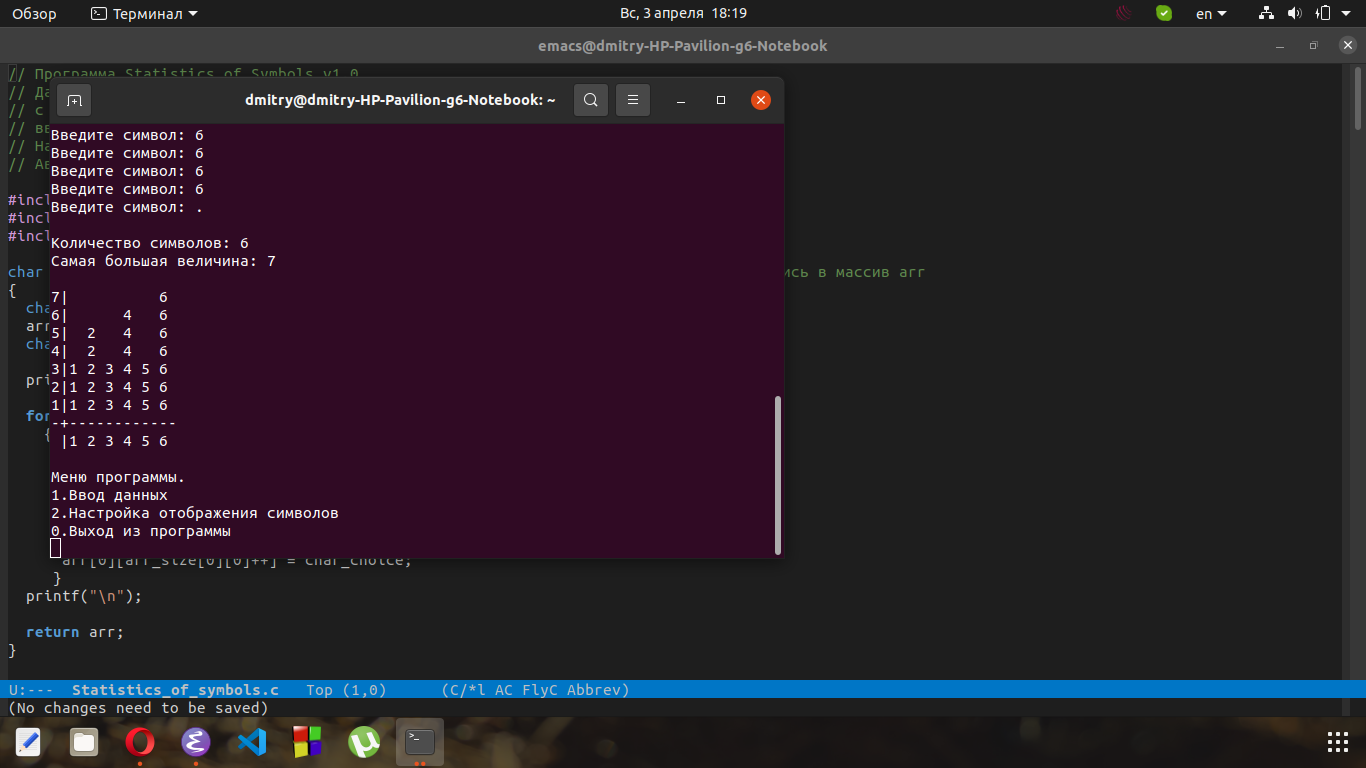 Обзор Терминал Вс, 3 апреля 18:19 en
emacs@dmitry-HP-Pavilion-g6-Notebook
// Программа Statistics of Symbols v1.0
dmitry@dmitry-HP-Pavilion-g6-Notebook: ~
// Да
// с
// вв
// На
// Ав
#incl
#incl
#incl
char ись в массив arr
{
cha
arr
cha
pri
for
{
Введите символ: 6
Введите символ: 6
Введите символ: 6
Введите символ: 6
Введите символ: .
Количество символов: 6
Самая большая величина: 7
7|          6
6|      4   6
5|  2   4   6
4|  2   4   6
3|1 2 3 4 5 6
2|1 2 3 4 5 6
1|1 2 3 4 5 6
-+------------
 |1 2 3 4 5 6
Меню программы.
1.Ввод данных
2.Настройка отображения символов
0.Выход из программы
arr[0][arr_size[0][0]++] = char_choice;
}
printf("\n");
return arr;
}
U:--- Statistics_of_symbols.c Top (1,0) (C/*l AC FlyC Abbrev)
(No changes need to be saved)